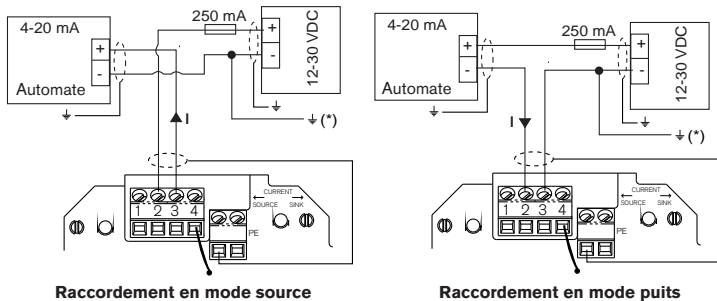 4-20 mA
+
-
Automate
250 mA
+
-
12-30 VDC
(*)
I
1 2 3 4
CURRENT
SOURCE SINK
PE
Raccordement en mode source
4-20 mA
+
-
Automate
250 mA
+
-
12-30 VDC
(*)
I
1 2 3 4
CURRENT
SOURCE SINK
PE
Raccordement en mode puits